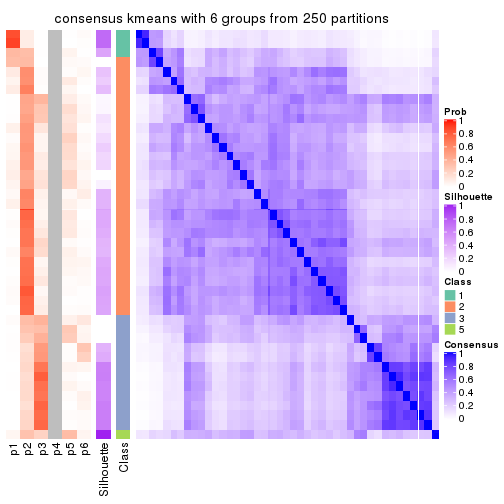 consensus kmeans with 6 groups from 250 partitions
Prob
1
0.8
0.6
0.4
0.2
0
Silhouette
1
0.8
0.6
0.4
0.2
0
Class
1
2
3
5
Consensus
1
0.8
0.6
0.4
0.2
0
p1
p2
p3
p4
p5
p6
Silhouette
Class